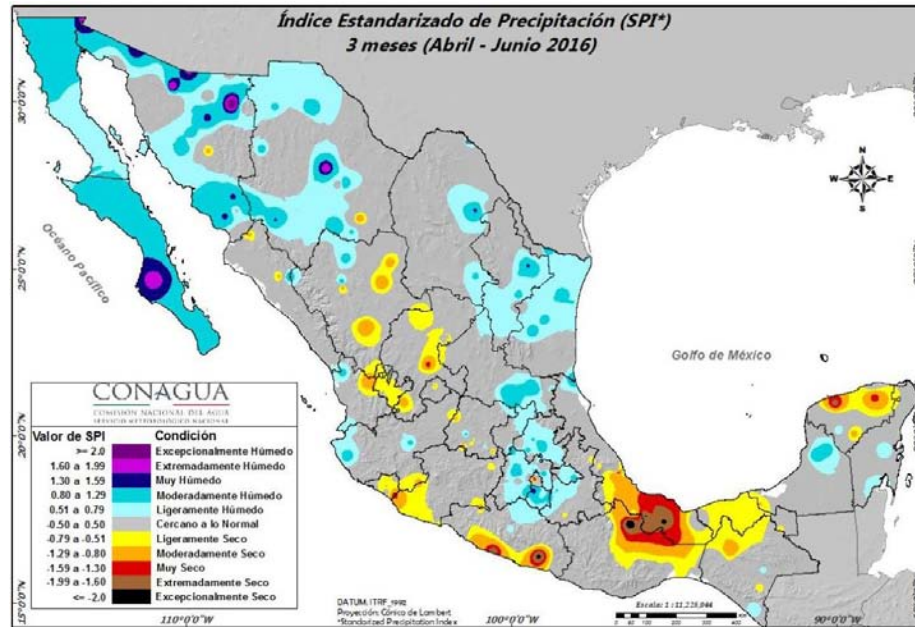 Índice Estandarizado de Precipitación (SPI*)
3 meses (Abril - Junio 2016)
30°0'0"N
25°0'0"N
20°0'0"N
15°0'0"N
N
W E
S
Océano Pacífico
Golfo de México
CONAGUA
COMISIÓN NACIONAL DEL AGUA
SERVICIO METEOROLÓGICO NACIONAL
Valor de SPI Condición
>= 2.0 Excepcionalmente Húmedo
1.60 a 1.99 Extremadamente Húmedo
1.30 a 1.59 Muy Húmedo
0.80 a 1.29 Moderadamente Húmedo
0.51 a 0.79 Ligeramente Húmedo
-0.50 a 0.50 Cercano a lo Normal
-0.79 a -0.51 Ligeramente Seco
-1.29 a -0.80 Moderadamente Seco
-1.59 a -1.30 Muy Seco
-1.99 a -1.60 Extremadamente Seco
<= -2.0 Excepcionalmente Seco
DATUM: ITRF_1992
Proyección: Cónica de Lambert
*Standarized Precipitation Index
110°0'0"W
100°0'0"W
90°0'0"W